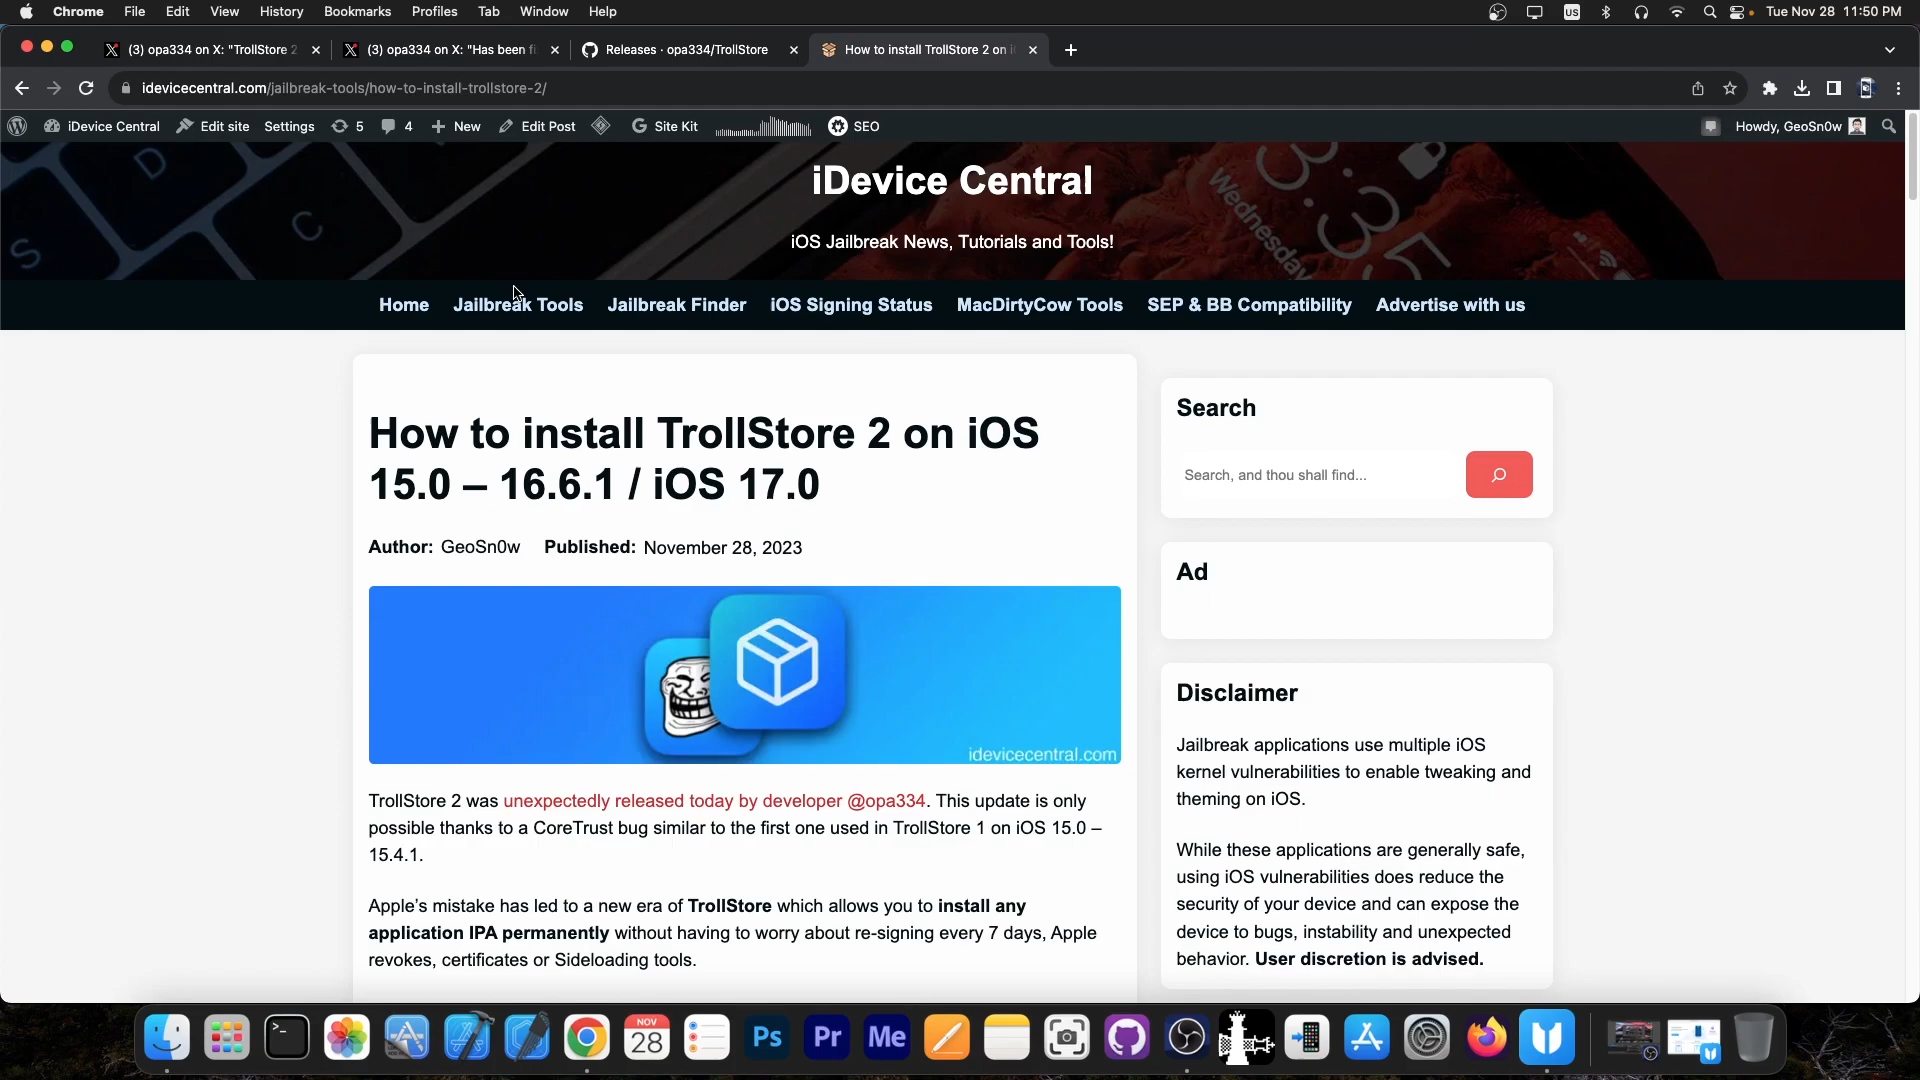 Chrome File Edit View History Bookmarks Profiles Tab Window Help US Tue Nov 28 11:50 PM
(3) opa334 on X: "TrollStore 2 (3) opa334 on X: "Has been fi Releases · opa334/TrollStore How to install TrollStore 2 on i
idevicecentral.com/jailbreak-tools/how-to-install-trollstore-2/
iDevice Central Edit site Settings 5 4 New Edit Post Site Kit SEO Howdy, GeoSn0w
S D C
3:35
Wednesday
iDevice Central
iOS Jailbreak News, Tutorials and Tools!
Home Jailbreak Tools Jailbreak Finder iOS Signing Status MacDirtyCow Tools SEP & BB Compatibility Advertise with us
How to install TrollStore 2 on iOS
15.0 – 16.6.1 / iOS 17.0
Author: GeoSn0w Published: November 28, 2023
idevicecentral.com
TrollStore 2 was unexpectedly released today by developer @opa334. This update is only
possible thanks to a CoreTrust bug similar to the first one used in TrollStore 1 on iOS 15.0 –
15.4.1.
Apple’s mistake has led to a new era of TrollStore which allows you to install any
application IPA permanently without having to worry about re-signing every 7 days, Apple
revokes, certificates or Sideloading tools.
Search
Search, and thou shall find...
Ad
Disclaimer
Jailbreak applications use multiple iOS
kernel vulnerabilities to enable tweaking and
theming on iOS.
While these applications are generally safe,
using iOS vulnerabilities does reduce the
security of your device and can expose the
device to bugs, instability and unexpected
behavior. User discretion is advised.
NOV
28 Ps Pr Me